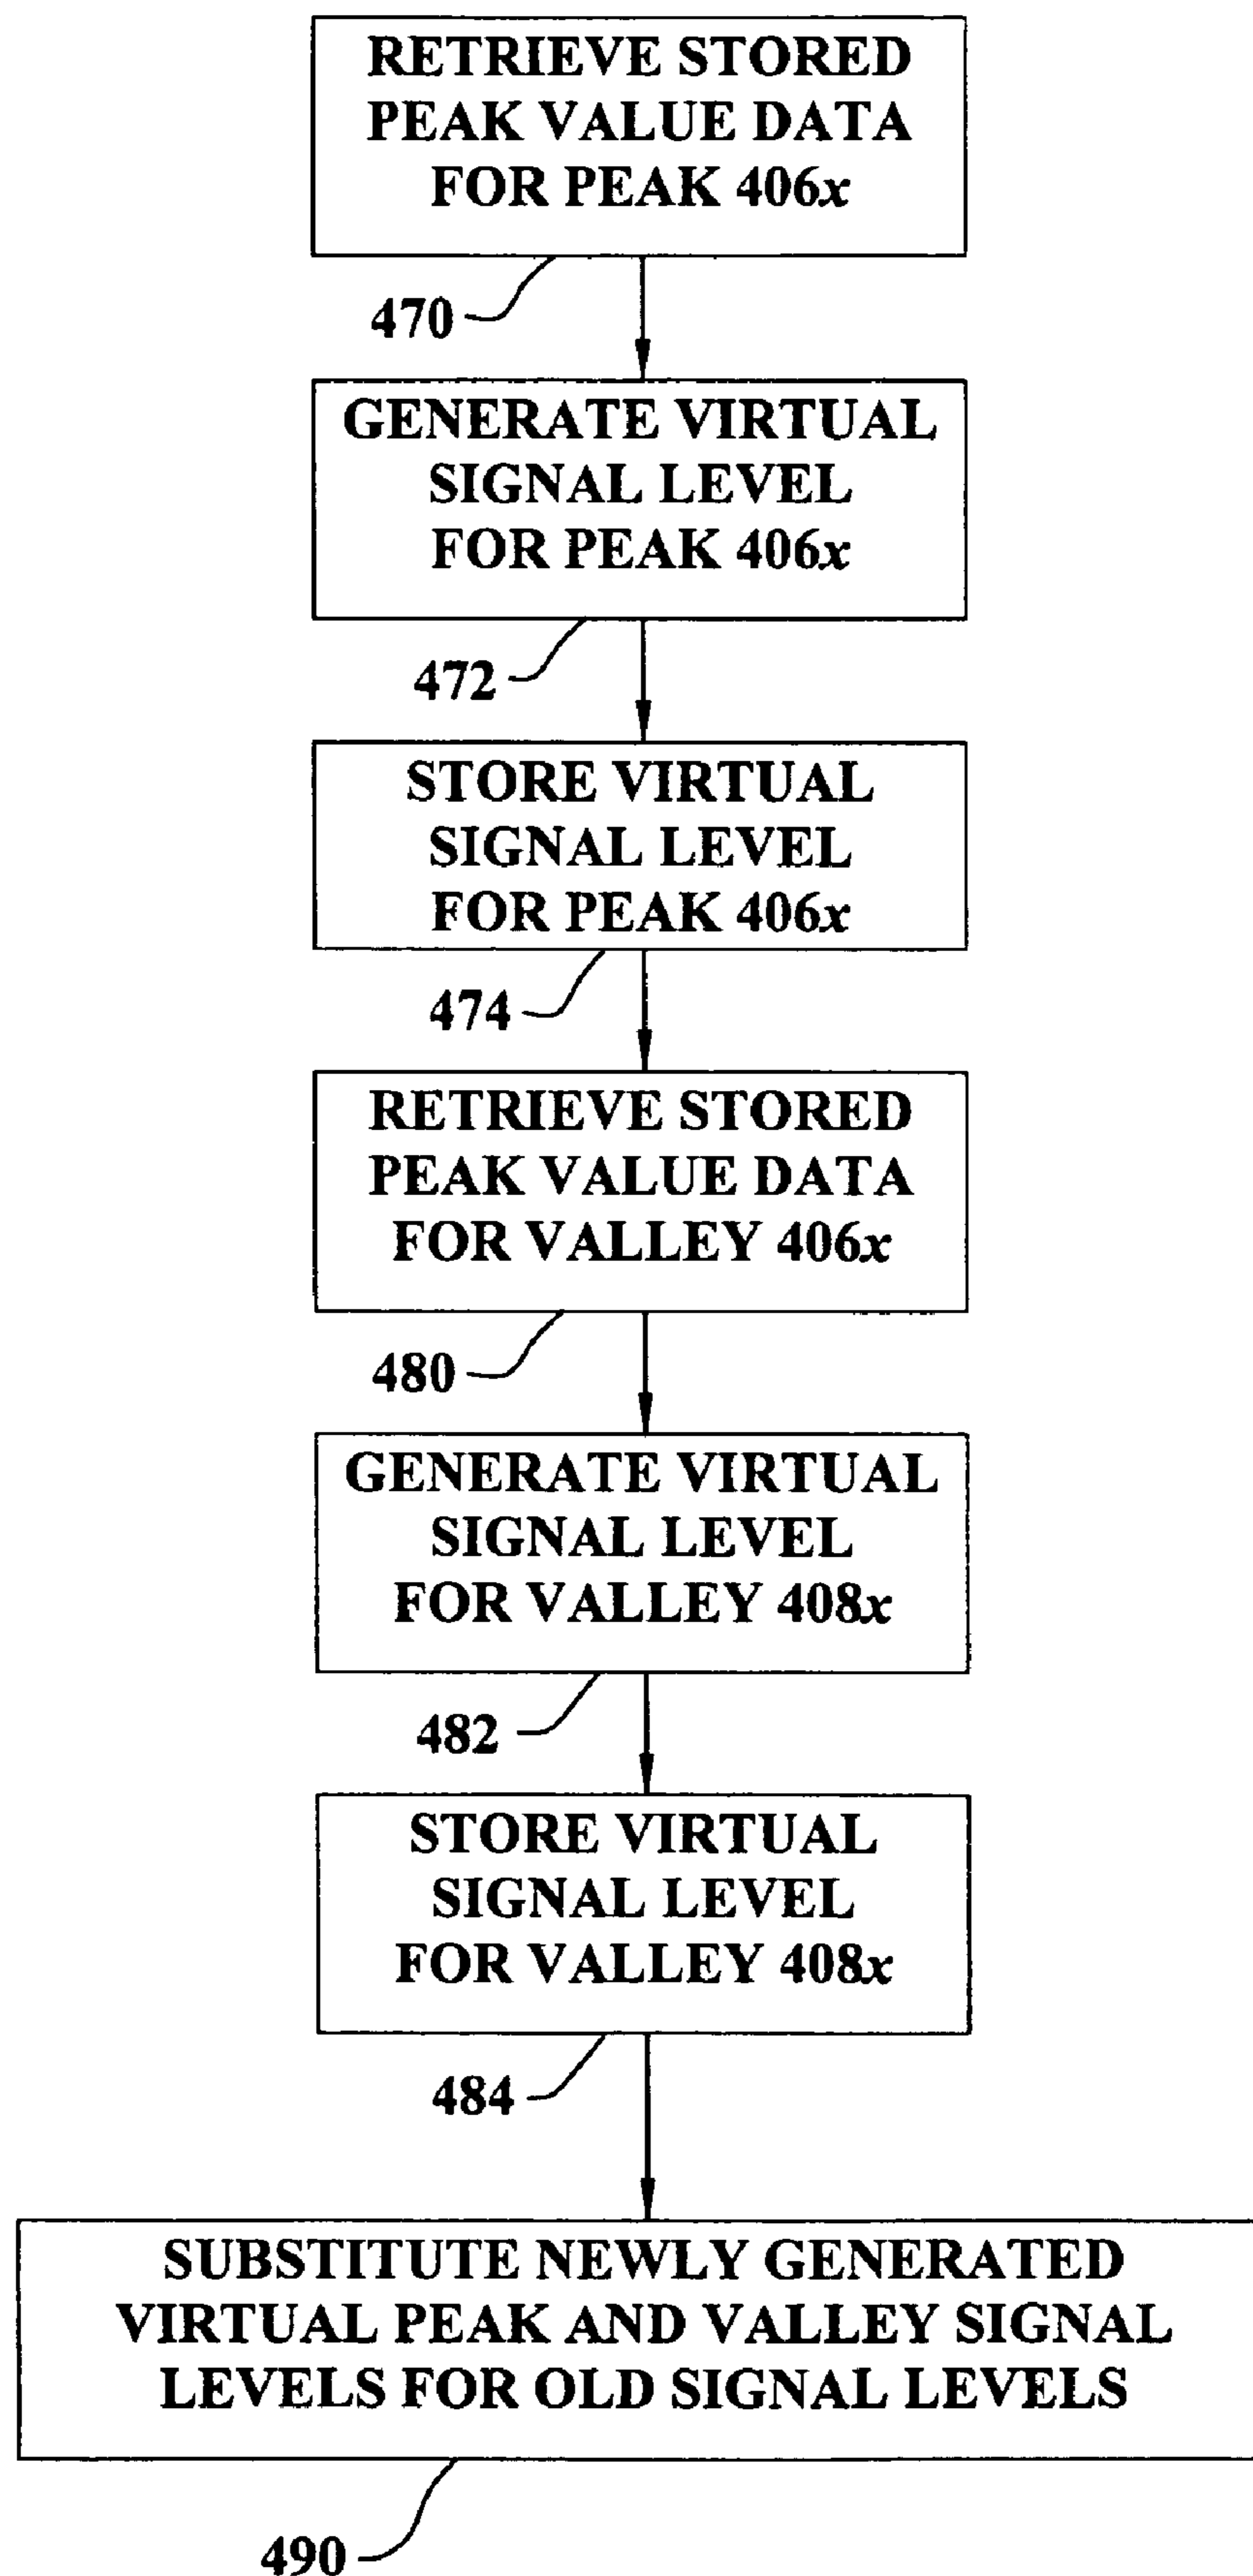 RETRIEVE STORED
PEAK VALUE DATA
FOR PEAK 406x
470
GENERATE VIRTUAL
SIGNAL LEVEL
FOR PEAK 406x
472
STORE VIRTUAL
SIGNAL LEVEL
FOR PEAK 406x
474
RETRIEVE STORED
PEAK VALUE DATA
FOR VALLEY 406x
480
GENERATE VIRTUAL
SIGNAL LEVEL
FOR VALLEY 408x
482
STORE VIRTUAL
SIGNAL LEVEL
FOR VALLEY 408x
484
SUBSTITUTE NEWLY GENERATED
VIRTUAL PEAK AND VALLEY SIGNAL
LEVELS FOR OLD SIGNAL LEVELS
490